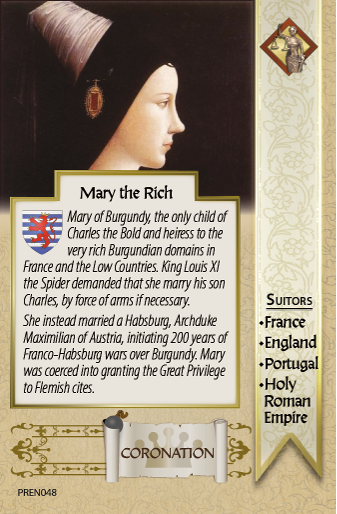 Mary the Rich
Mary of Burgundy, the only child of
Charles the Bold and heiress to the
very rich Burgundian domains in
France and the Low Countries. King Louis XI
the Spider demanded that she marry his son
Charles, by force of arms if necessary.
She instead married a Habsburg, Archduke
Maximilian of Austria, initiating 200 years of
Franco-Habsburg wars over Burgundy. Mary
was coerced into granting the Great Privilege
to Flemish cites.
SUITORS
•France
•England
•Portugal
•Holy
Roman
Empire
CORONATION
PREN048